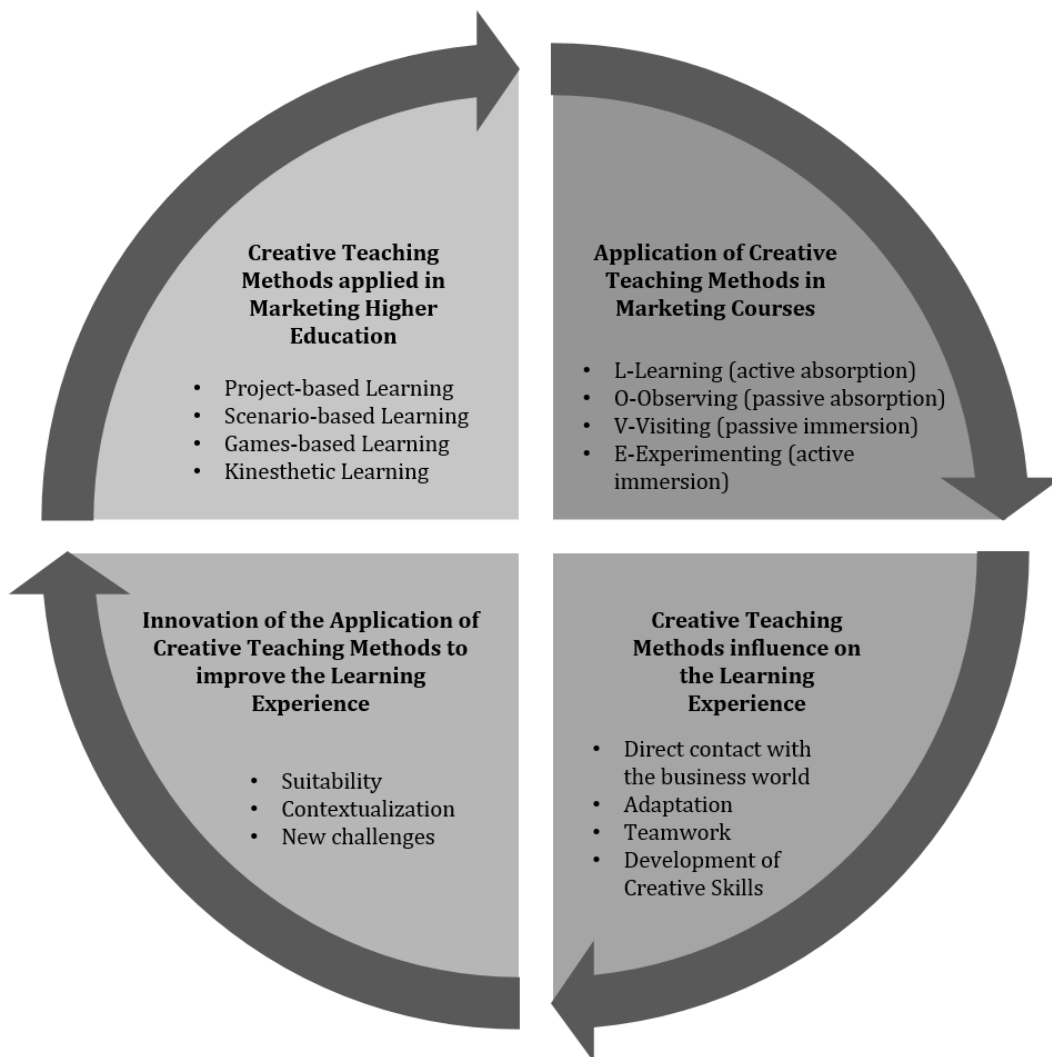 Creative Teaching
Methods applied in
Marketing Higher
Education
• Project-based Learning
• Scenario-based Learning
• Games-based Learning
• Kinesthetic Learning
Application of Creative
Teaching Methods in
Marketing Courses
• L-Learning (active absorption)
• O-Observing (passive absorption)
• V-Visiting (passive immersion)
• E-Experimenting (active
immersion)
Creative Teaching
Methods influence on
the Learning
Experience
• Direct contact with
the business world
• Adaptation
• Teamwork
• Development of
Creative Skills
Innovation of the Application of
Creative Teaching Methods to
improve the Learning
Experience
• Suitability
• Contextualization
• New challenges